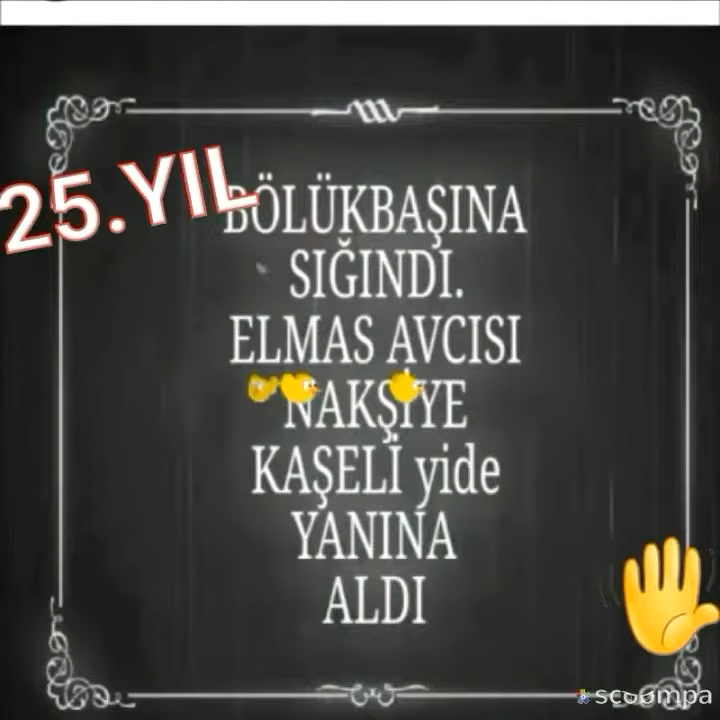 25.YIL
BÖLÜKBAŞINA
SIĞINDI.
ELMAS AVCISI
NAKŞİYE
KAŞELİ yide
YANINA
ALDI
scoompa